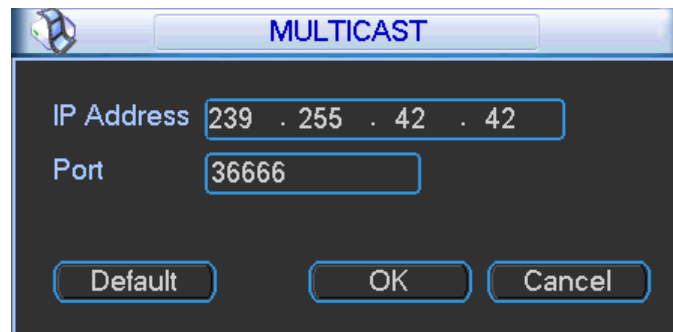 MULTICAST
IP Address 239 . 255 . 42 . 42
Port 36666
Default OK Cancel